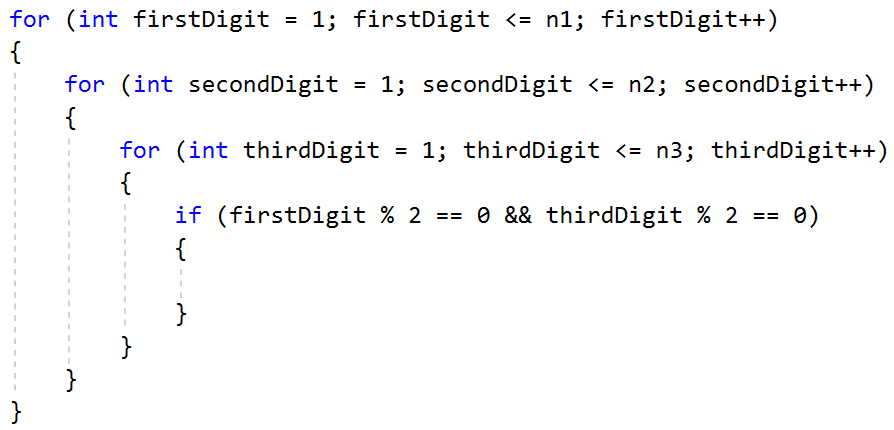 for (int firstDigit = 1; firstDigit <= n1; firstDigit++)
{
    for (int secondDigit = 1; secondDigit <= n2; secondDigit++)
    {
        for (int thirdDigit = 1; thirdDigit <= n3; thirdDigit++)
        {
            if (firstDigit % 2 == 0 && thirdDigit % 2 == 0)
            {

            }
        }
    }
}